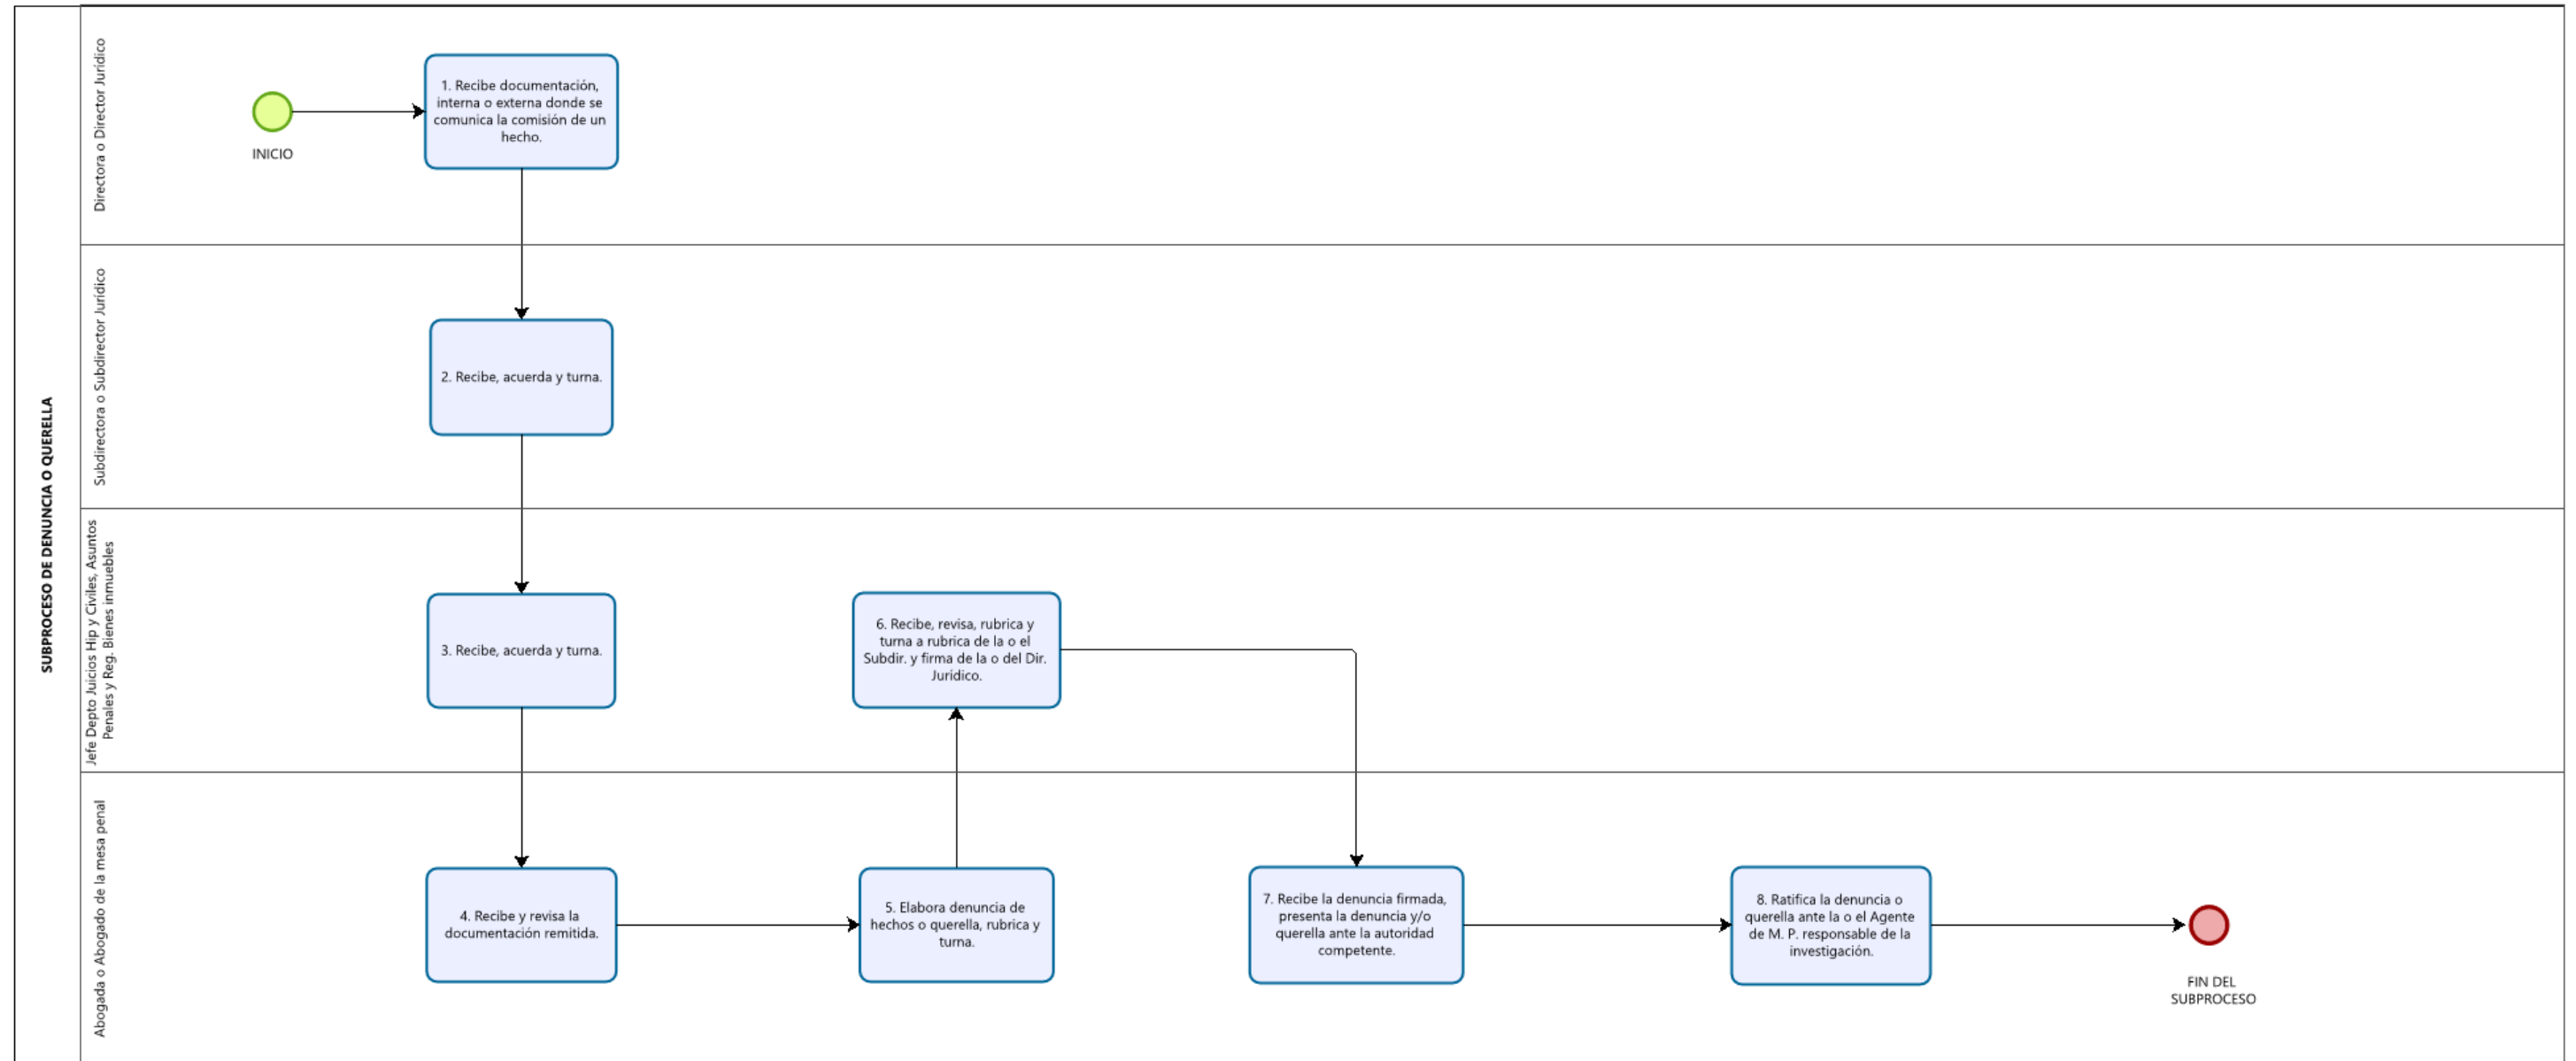 SUBPROCESO DE DENUNCIA O QUERELLA
Directora o Director Jurídico
INICIO
1. Recibe documentación,
interna o externa donde se
comunica la comisión de un
hecho.
Subdirectora o Subdirector Jurídico
2. Recibe, acuerda y turna.
Jefe Depto Juicios Hip y Civiles, Asuntos
Penales y Reg. Bienes inmuebles
3. Recibe, acuerda y turna.
6. Recibe, revisa, rubrica y
turna a rubrica de la o el
Subdir. y firma de la o del Dir.
Juridico.
Abogada o Abogado de la mesa penal
4. Recibe y revisa la
documentación remitida.
5. Elabora denuncia de
hechos o querella, rubrica y
turna.
7. Recibe la denuncia firmada,
presenta la denuncia y/o
querella ante la autoridad
competente.
8. Ratifica la denuncia o
querella ante la o el Agente
de M. P. responsable de la
investigación.
FIN DEL
SUBPROCESO